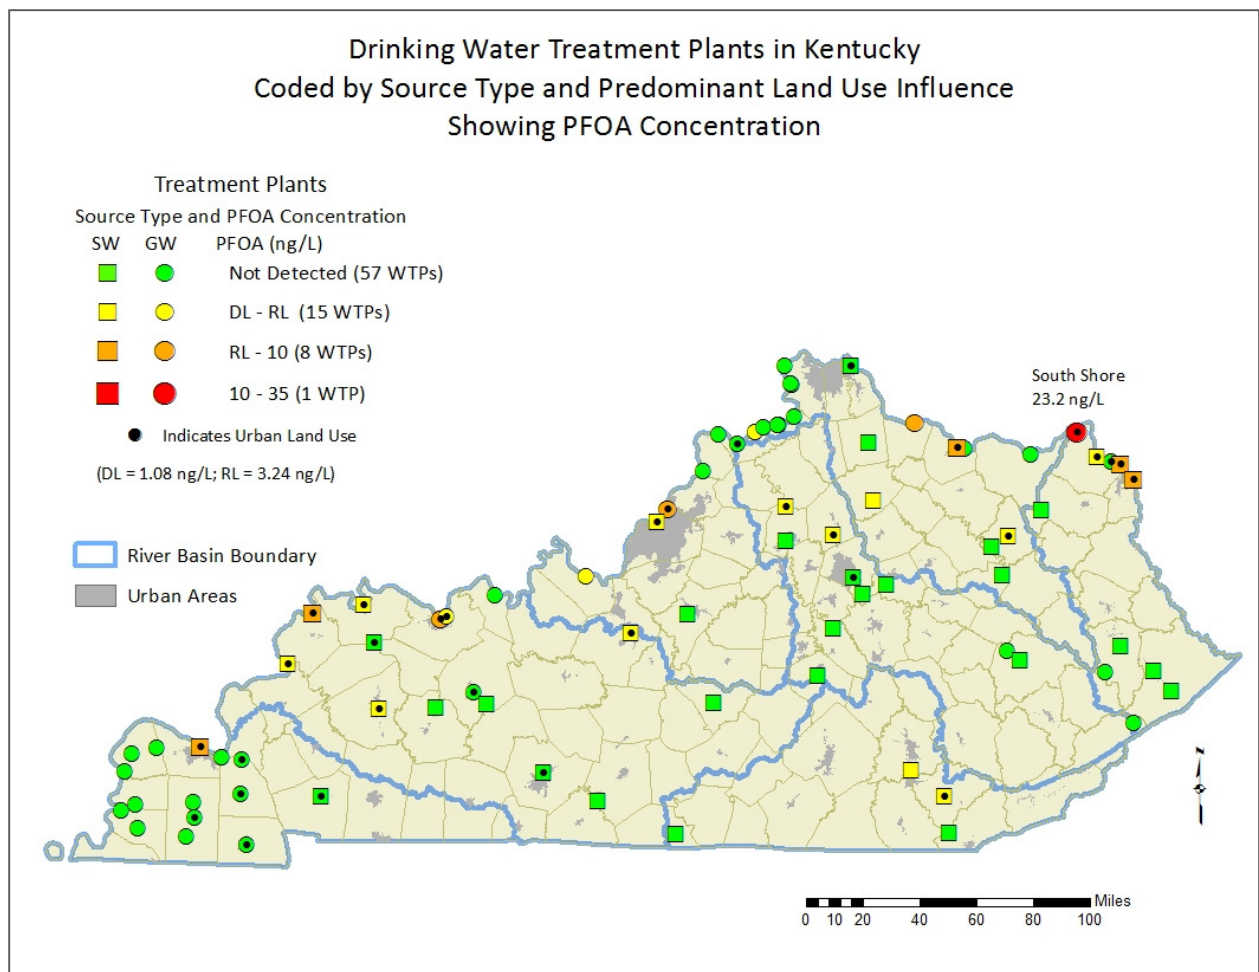 Drinking Water Treatment Plants in Kentucky
Coded by Source Type and Predominant Land Use Influence
Showing PFOA Concentration
Treatment Plants
Source Type and PFOA Concentration
SW GW PFOA (ng/L)
Not Detected (57 WTPs)
DL - RL (15 WTPs)
RL - 10 (8 WTPs)
10 - 35 (1 WTP)
Indicates Urban Land Use
(DL = 1.08 ng/L; RL = 3.24 ng/L)
River Basin Boundary
Urban Areas
South Shore
23.2 ng/L
N
Miles
0 10 20 40 60 80 100